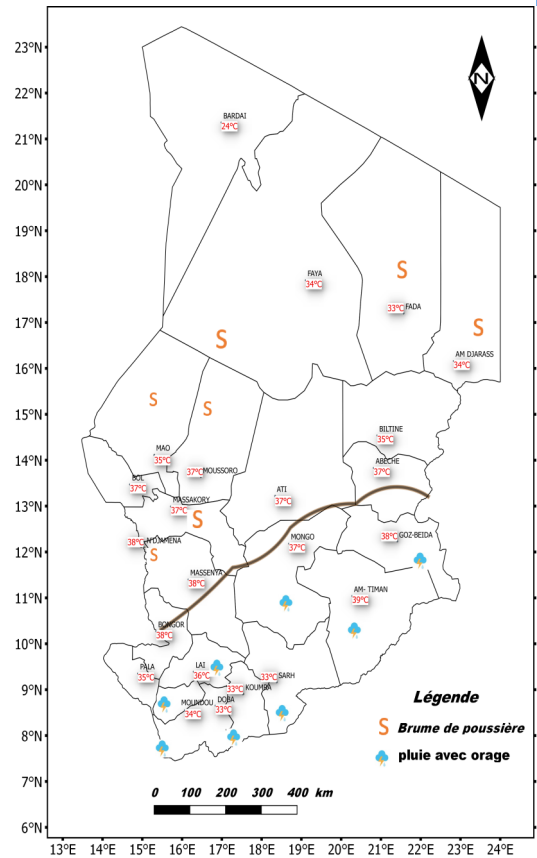 23°N
22°N
21°N
20°N
19°N
18°N
17°N
16°N
15°N
14°N
13°N
12°N
11°N
10°N
9°N
8°N
7°N
6°N
N
BARDAI
24°C
FAYA
34°C
S
33°C FADA
S
S
AM DJARASS
34°C
S
S
BILTINE
35°C
MAO
35°C
ABECHE
37°C
37°C MOUSSORO
BOL
37°C
ATI
37°C
MASSAKORY
37°C
S
38°C N'DJAMENA
S
MONGO
37°C
38°C GOZ-BEIDA
MASSENYA
38°C
AM- TIMAN
39°C
BONGOR
38°C
PALA
35°C
LAI
36°C
33°C SARH
33°C KOUMRA
MOUNDOU
34°C
DOBA
33°C
Légende
S Brume de poussière
pluie avec orage
0 100 200 300 400 km
13°E 14°E 15°E 16°E 17°E 18°E 19°E 20°E 21°E 22°E 23°E 24°E